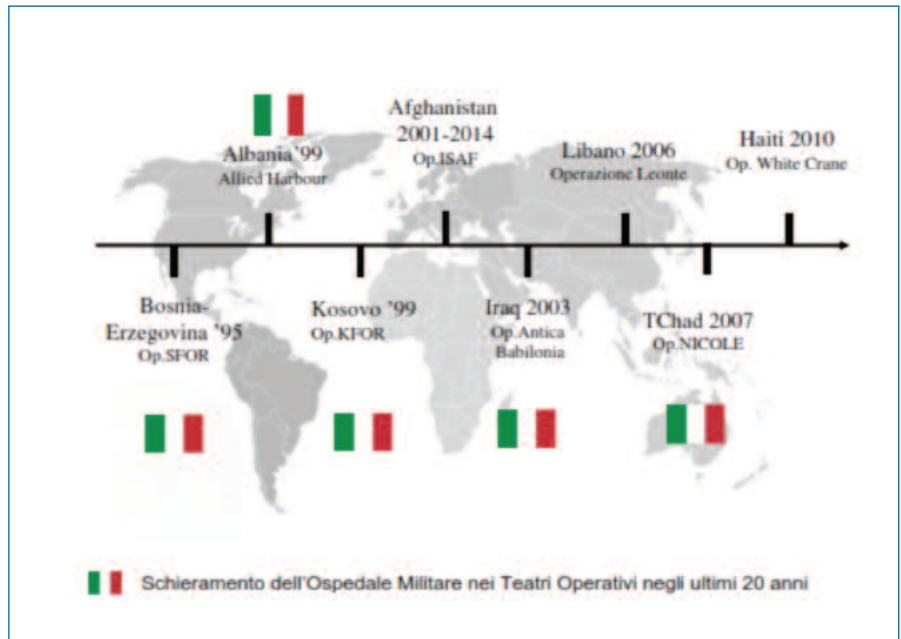 Albania '99
Allied Harbour
Afghanistan
2001-2014
Op.ISAF
Libano 2006
Operazione Leonte
Haiti 2010
Op. White Crane
Bosnia-
Erzegovina '95
Op.SFOR
Kosovo '99
Op.KFOR
Iraq 2003
Op.Antica
Babilonia
TChad 2007
Op.NICOLE
Schieramento dell'Ospedale Militare nei Teatri Operativi negli ultimi 20 anni